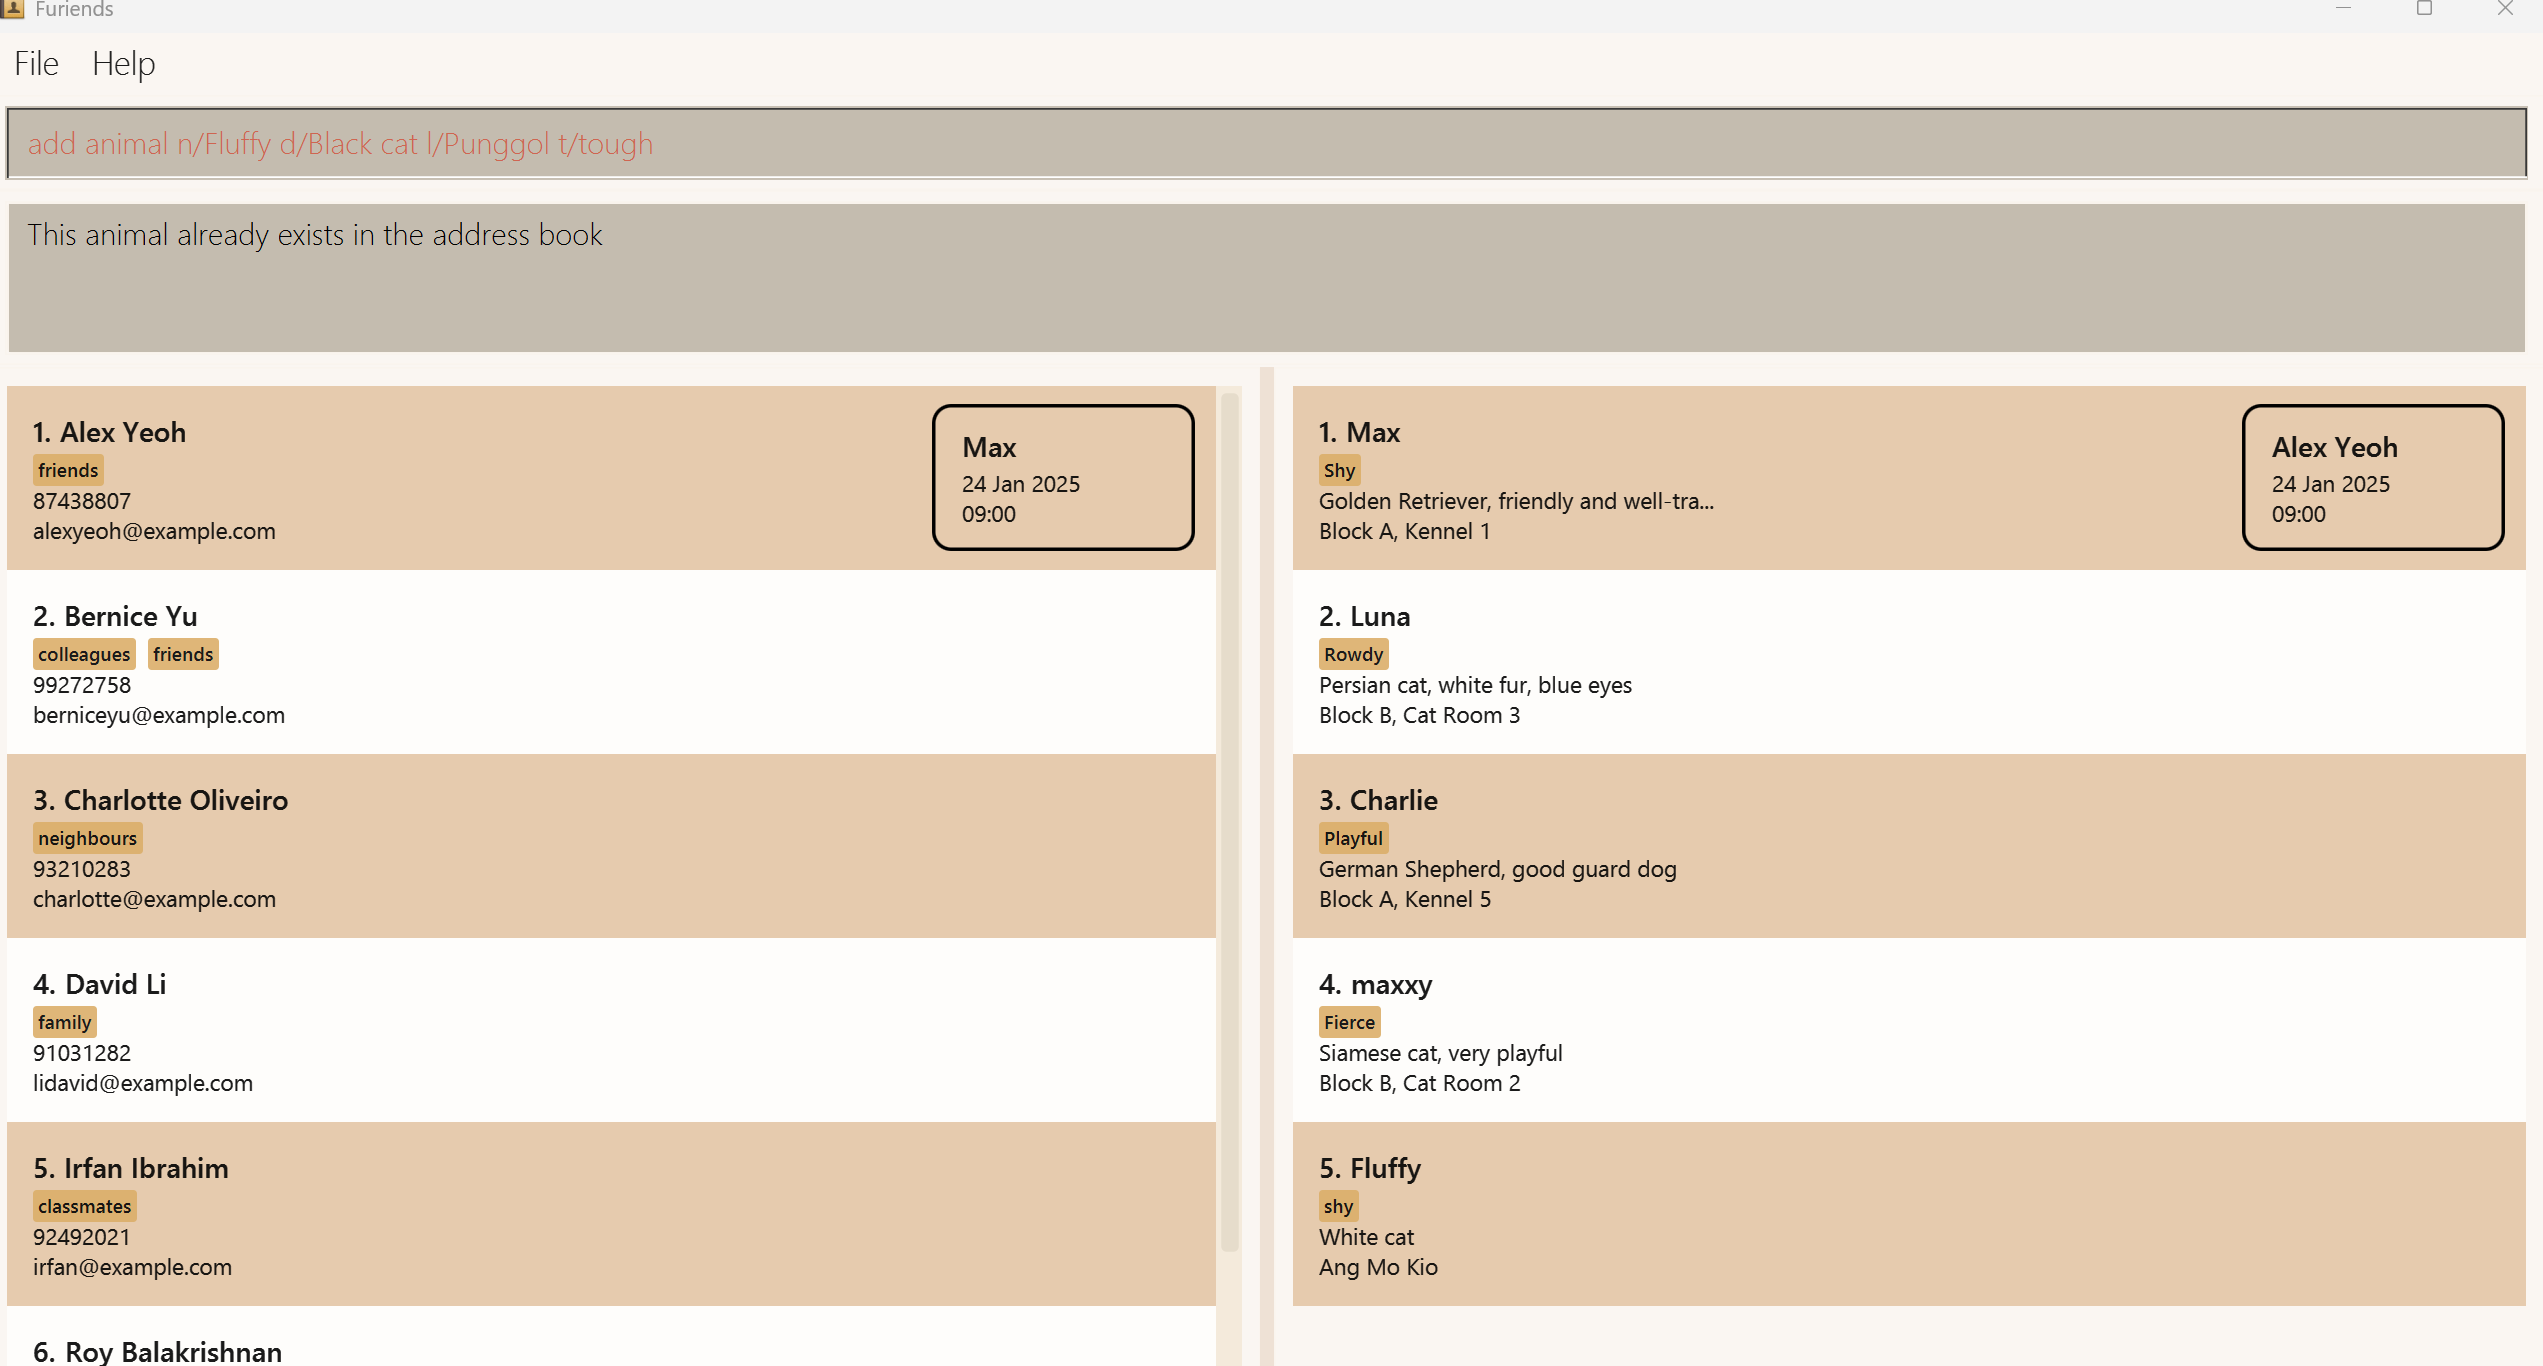 Furiends
File Help
add animal n/Fluffy d/Black cat l/Punggol t/tough
This animal already exists in the address book
1. Alex Yeoh
friends
87438807
alexyeoh@example.com
Max
24 Jan 2025
09:00
2. Bernice Yu
colleagues friends
99272758
berniceyu@example.com
3. Charlotte Oliveiro
neighbours
93210283
charlotte@example.com
4. David Li
family
91031282
lidavid@example.com
5. Irfan Ibrahim
classmates
92492021
irfan@example.com
6. Roy Balakrishnan
1. Max
Shy
Golden Retriever, friendly and well-tra...
Block A, Kennel 1
Alex Yeoh
24 Jan 2025
09:00
2. Luna
Rowdy
Persian cat, white fur, blue eyes
Block B, Cat Room 3
3. Charlie
Playful
German Shepherd, good guard dog
Block A, Kennel 5
4. maxxy
Fierce
Siamese cat, very playful
Block B, Cat Room 2
5. Fluffy
shy
White cat
Ang Mo Kio